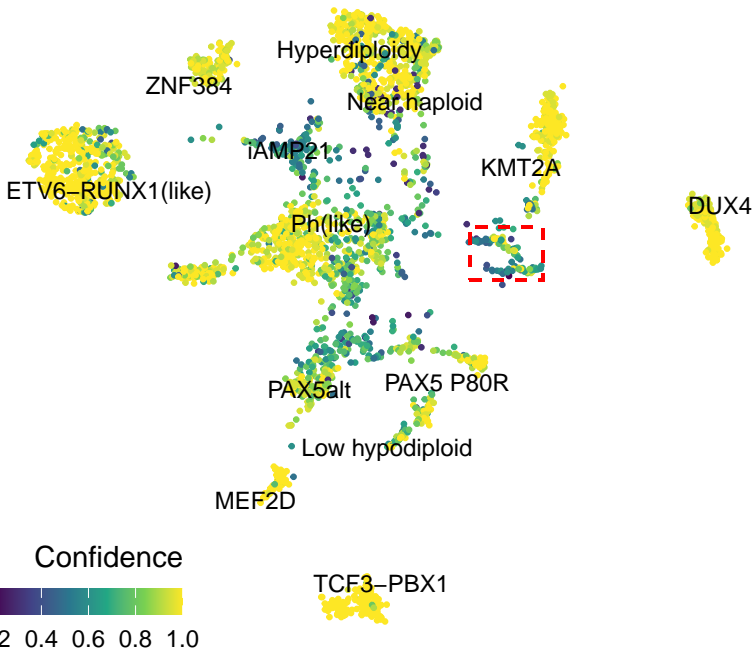 Hyperdiploidy
ZNF384
Near haploid
iAMP21
KMT2A
ETV6−RUNX1(like)
DUX4
Ph(like)
PAX5alt
PAX5 P80R
Low hypodiploid
MEF2D
Confidence
TCF3−PBX1
2 0.4 0.6 0.8 1.0